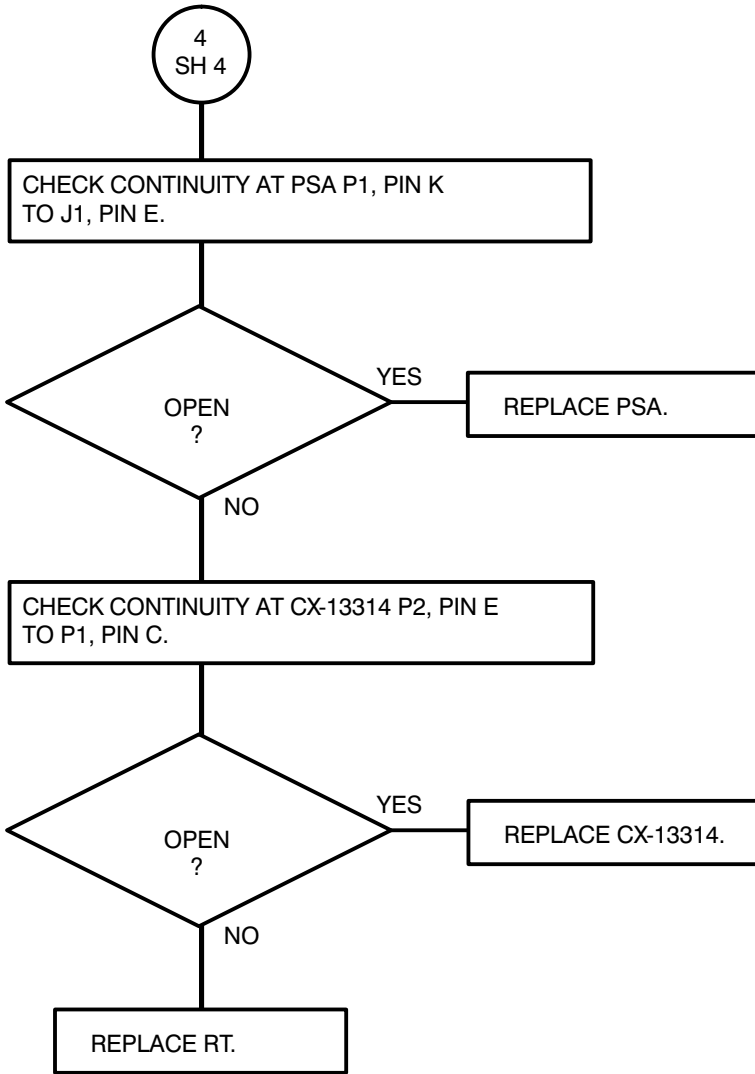 4
SH 4
CHECK CONTINUITY AT PSA P1, PIN K
TO J1, PIN E.
OPEN
?
YES
REPLACE PSA.
NO
CHECK CONTINUITY AT CX-13314 P2, PIN E
TO P1, PIN C.
OPEN
?
YES
REPLACE CX-13314.
NO
REPLACE RT.